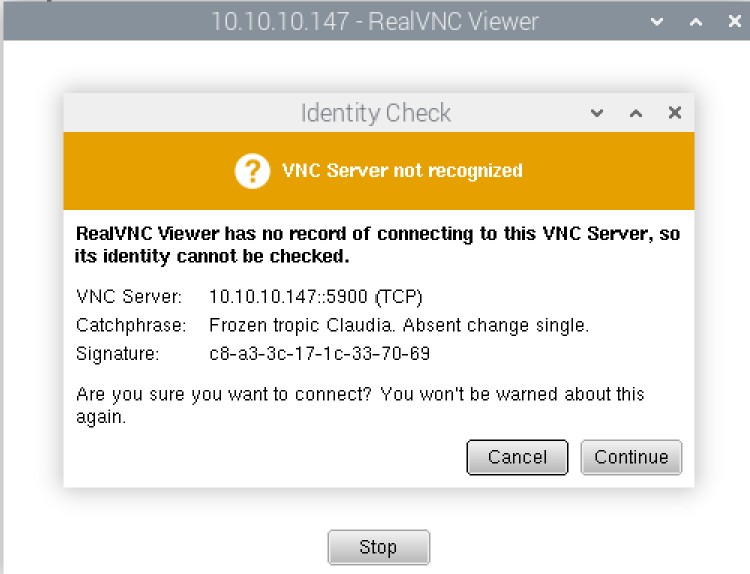 10.10.10.147 - RealVNC Viewer
Identity Check
VNC Server not recognized
RealVNC Viewer has no record of connecting to this VNC Server, so
its identity cannot be checked.
VNC Server: 10.10.10.147::5900 (TCP)
Catchphrase: Frozen tropic Claudia. Absent change single.
Signature: c8-a3-3c-17-1c-33-70-69
Are you sure you want to connect? You won't be warned about this
again.
Cancel Continue
Stop